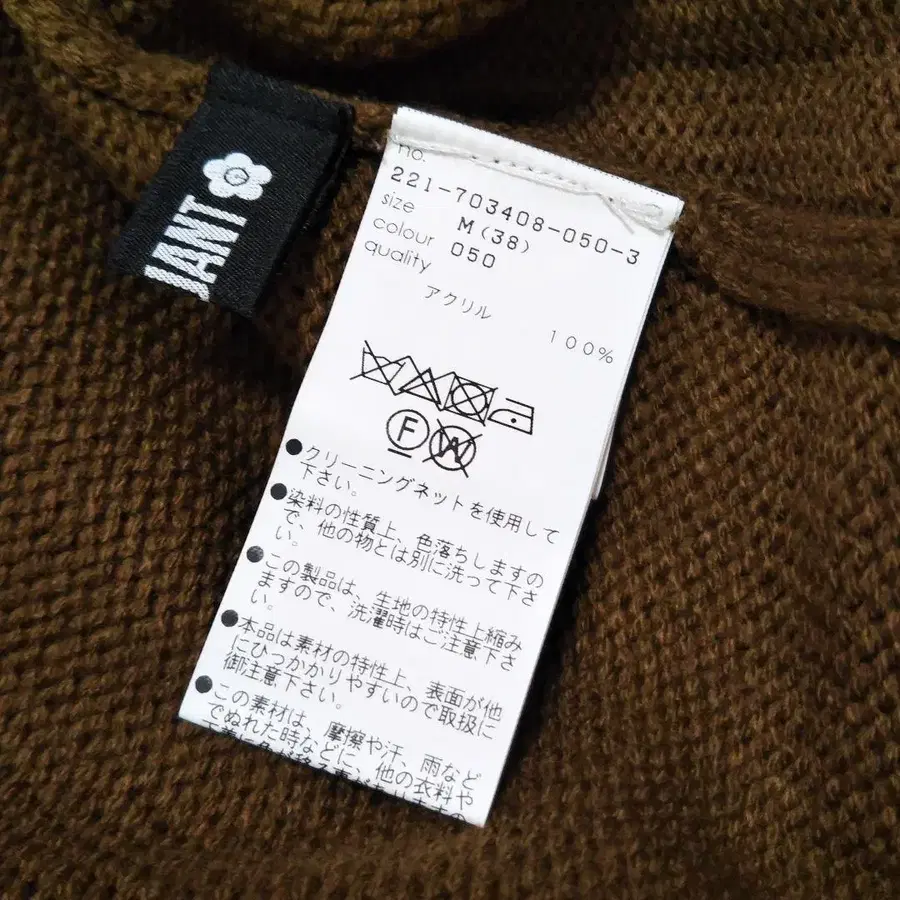 UANT
no.
221-703408-050-3
size M(38)
colour 050
quality
アクリル 100%
F W
●クリーニングネットを使用して
下さい。
●染料の性質上、色落ちしますの
で、他の物とは別に洗って下さ
い。
●この製品は、生地の特性上縮み
ますので、洗濯時はご注意下さ
い。
●本品は素材の特性上、表面が他
にひっかかりやすいので取扱に
御注意下さい。
●この素材は、摩擦や汗、雨など
でぬれた時などに、他の衣料や